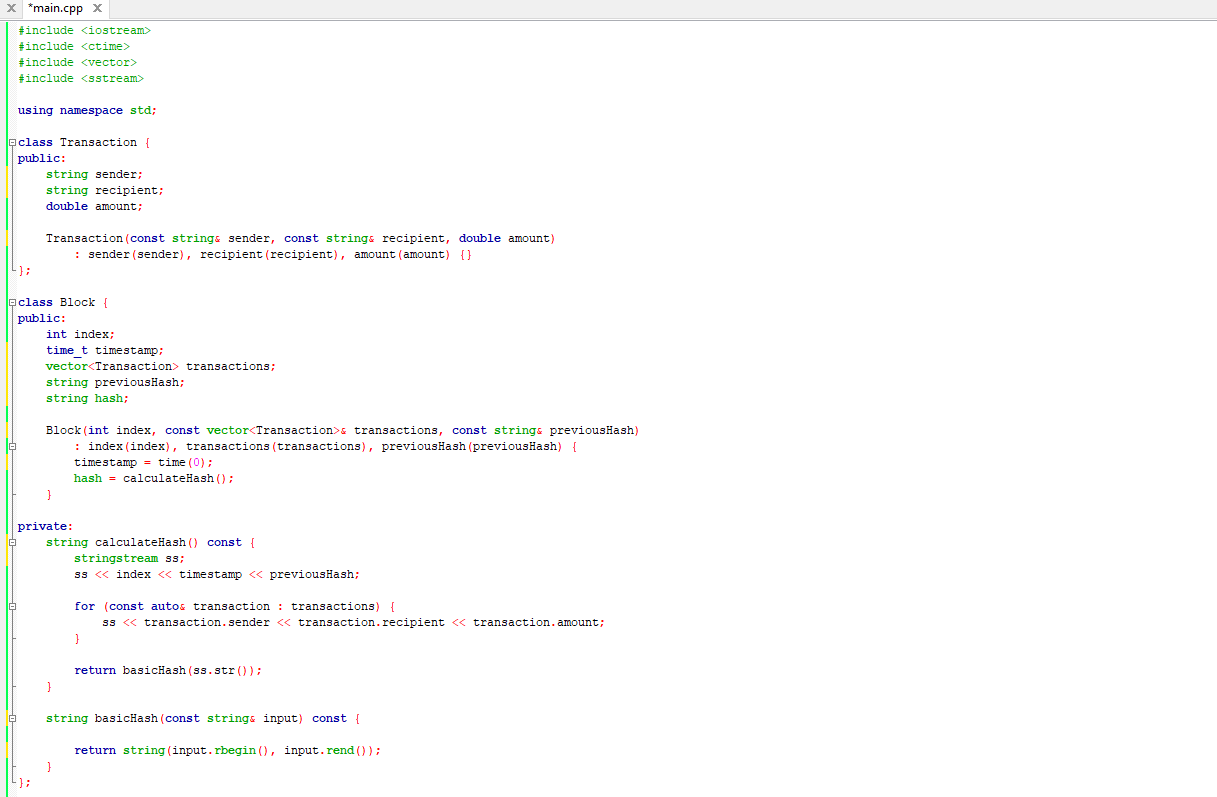 *main.cpp
#include <iostream>
#include <ctime>
#include <vector>
#include <sstream>
using namespace std;
class Transaction {
public:
    string sender;
    string recipient;
    double amount;
    Transaction(const string& sender, const string& recipient, double amount)
        : sender(sender), recipient(recipient), amount(amount) {}
};
class Block {
public:
    int index;
    time_t timestamp;
    vector<Transaction> transactions;
    string previousHash;
    string hash;
    Block(int index, const vector<Transaction>& transactions, const string& previousHash)
        : index(index), transactions(transactions), previousHash(previousHash) {
        timestamp = time(0);
        hash = calculateHash();
    }
private:
    string calculateHash() const {
        stringstream ss;
        ss << index << timestamp << previousHash;
        for (const auto& transaction : transactions) {
            ss << transaction.sender << transaction.recipient << transaction.amount;
        }
        return basicHash(ss.str());
    }
    string basicHash(const string& input) const {
        return string(input.rbegin(), input.rend());
    }
};